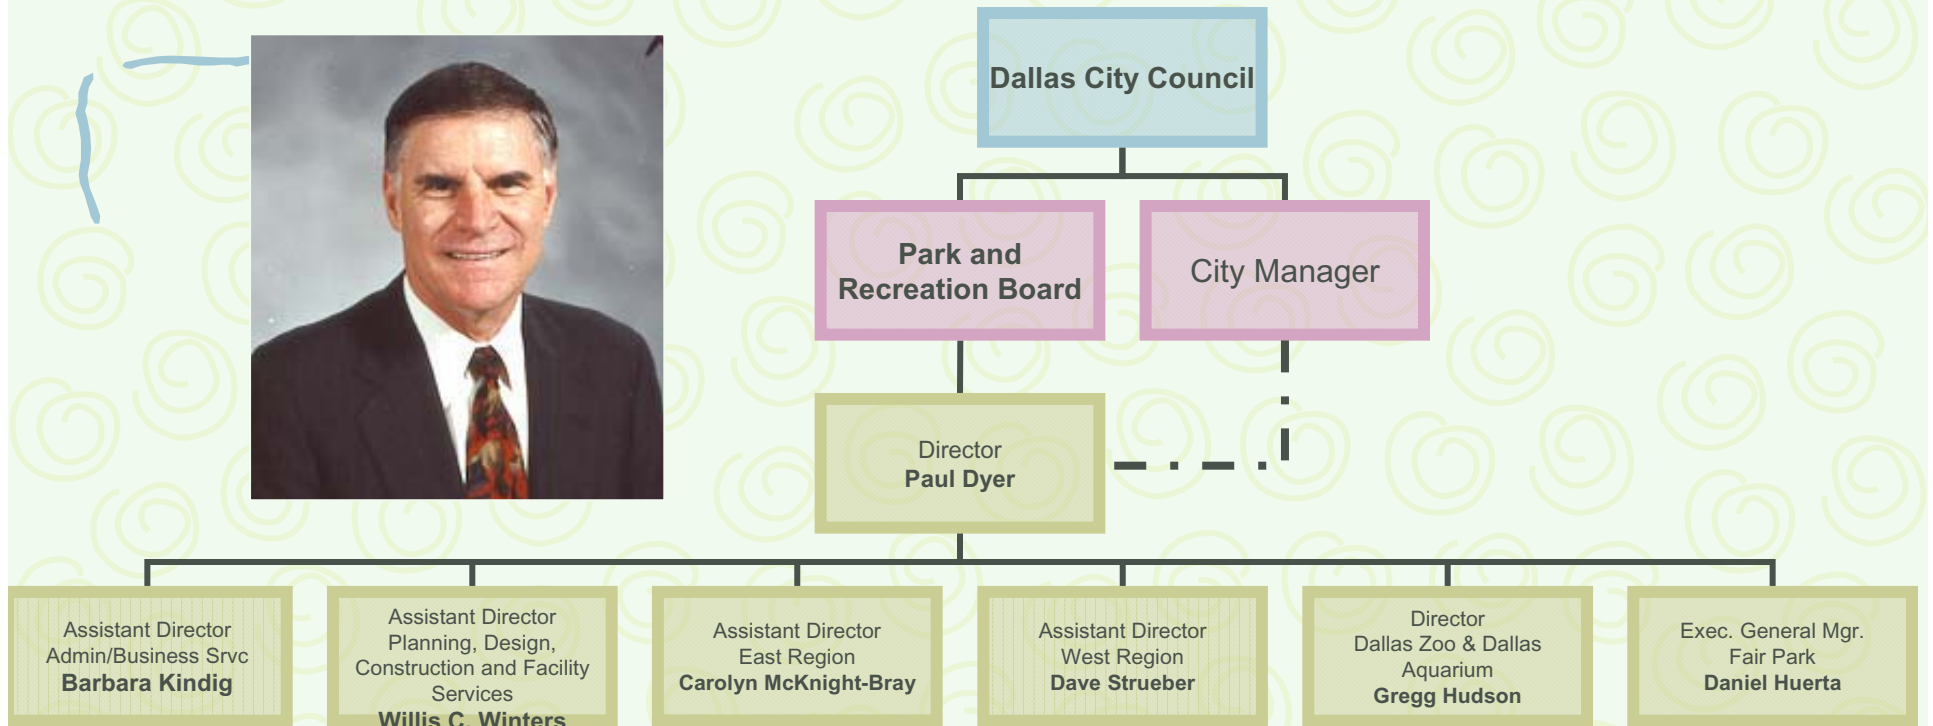 Dallas City Council
Park and
Recreation Board
City Manager
Director
Paul Dyer
Assistant Director
Admin/Business Srvc
Barbara Kindig
Assistant Director
Planning, Design,
Construction and Facility
Services
Willis C. Winters
Assistant Director
East Region
Carolyn McKnight-Bray
Assistant Director
West Region
Dave Strueber
Director
Dallas Zoo & Dallas
Aquarium
Gregg Hudson
Exec. General Mgr.
Fair Park
Daniel Huerta